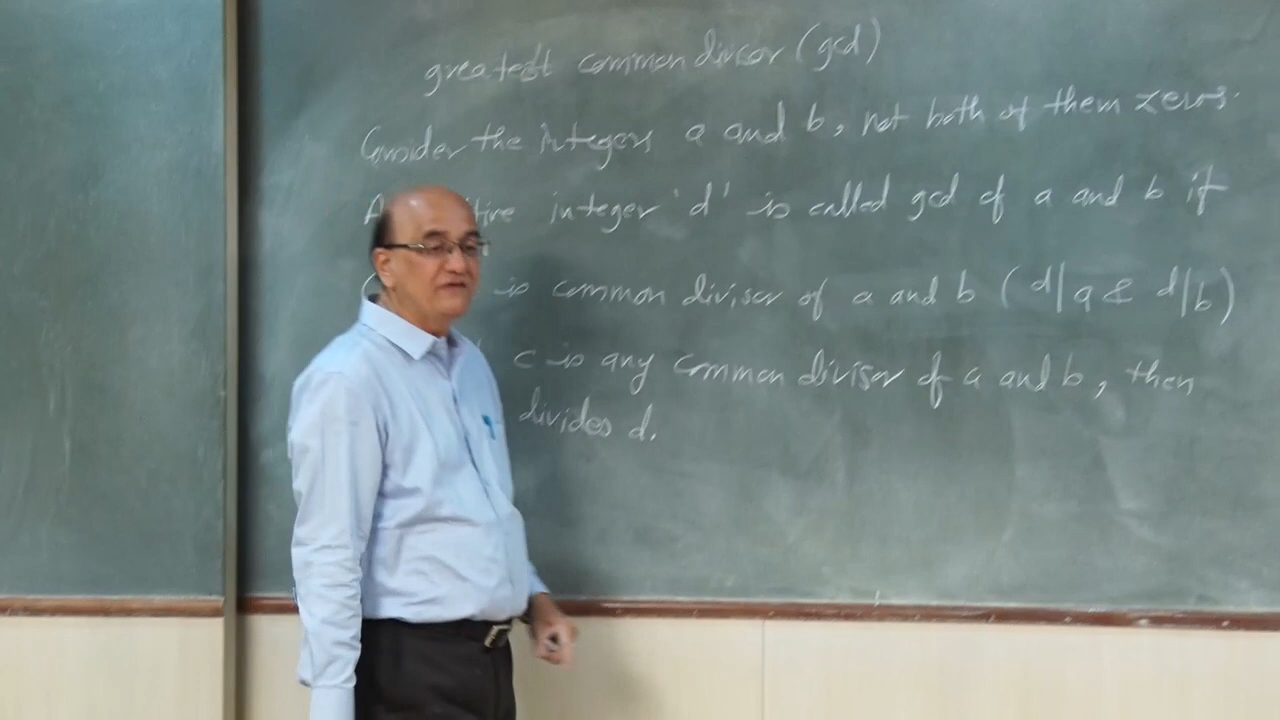 greatest common divisor (gcd)
Consider the integers a and b, not both of them zeros.
A tive integer 'd' is called gcd of a and b if
( is common divisor of a and b (d|a & d|b)
c is any common divisor of a and b, then
divides d.